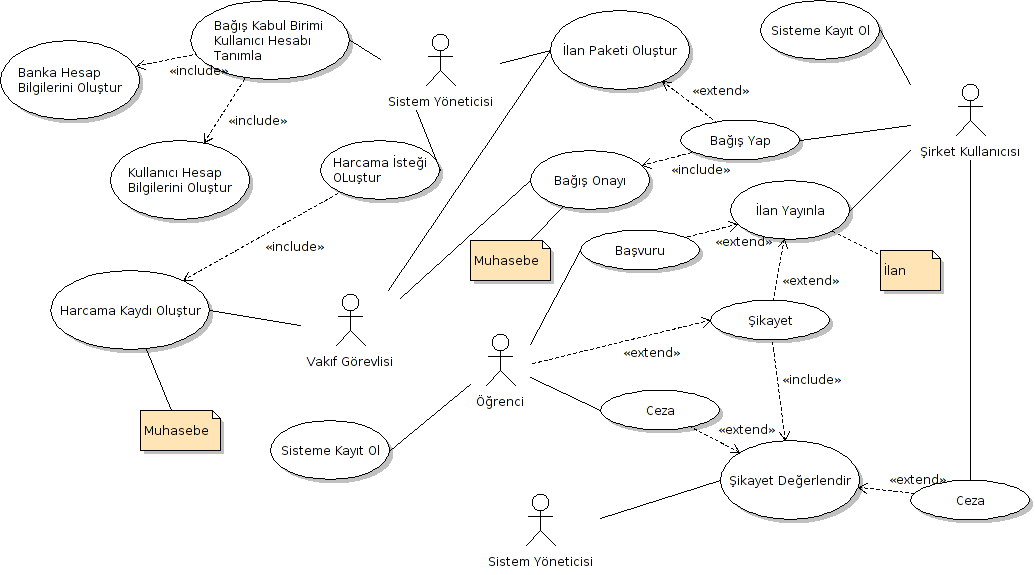 Bağış Kabul Birimi
Kullanıcı Hesabı
Tanımla
Sisteme Kayıt Ol
İlan Paketi Oluştur
Banka Hesap
Bilgilerini Oluştur
«include»
Sistem Yöneticisi
«extend»
«include»
Bağış Yap
Şirket Kullanıcısı
Harcama İsteği
OLuştur
Kullanıcı Hesap
Bilgilerini Oluştur
«include»
Bağış Onayı
İlan Yayınla
«include»
Başvuru
«extend»
Muhasebe
İlan
«extend»
Harcama Kaydı Oluştur
Şikayet
Vakıf Görevlisi
«extend»
«include»
Öğrenci
Ceza
Muhasebe
«extend»
Sisteme Kayıt Ol
Şikayet Değerlendir
«extend»
Ceza
Sistem Yöneticisi